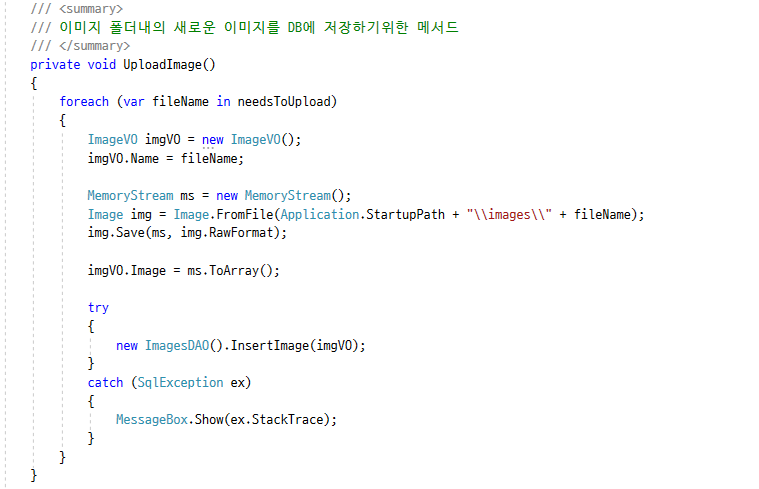 /// <summary>
/// 이미지 폴더내의 새로운 이미지를 DB에 저장하기위한 메서드
/// </summary>
private void UploadImage()
{
foreach (var fileName in needsToUpload)
{
ImageVO imgVO = new ImageVO();
imgVO.Name = fileName;
MemoryStream ms = new MemoryStream();
Image img = Image.FromFile(Application.StartupPath + "\\images\\" + fileName);
img.Save(ms, img.RawFormat);
imgVO.Image = ms.ToArray();
try
{
new ImagesDAO().InsertImage(imgVO);
}
catch (SqlException ex)
{
MessageBox.Show(ex.StackTrace);
}
}
}